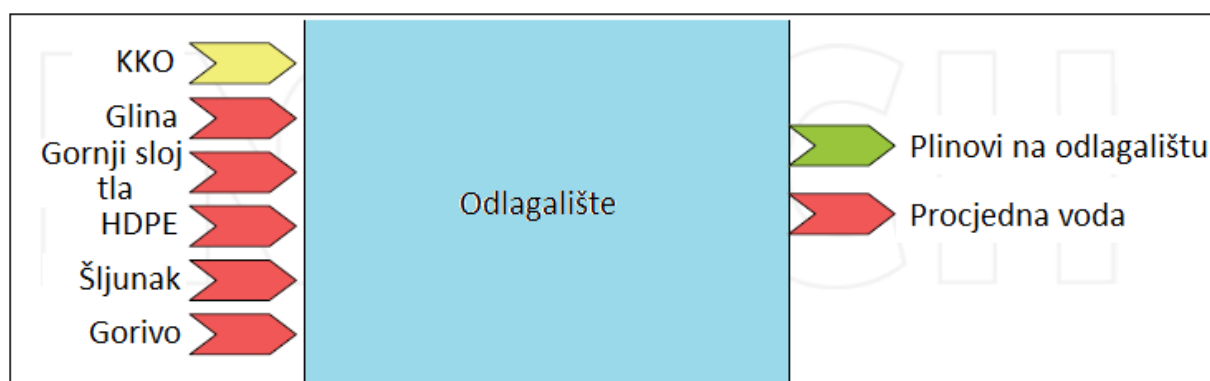 KKO
Glina
Gornji sloj
tla
HDPE
Šljunak
Gorivo
Odlagalište
Plinovi na odlagalištu
Procjedna voda